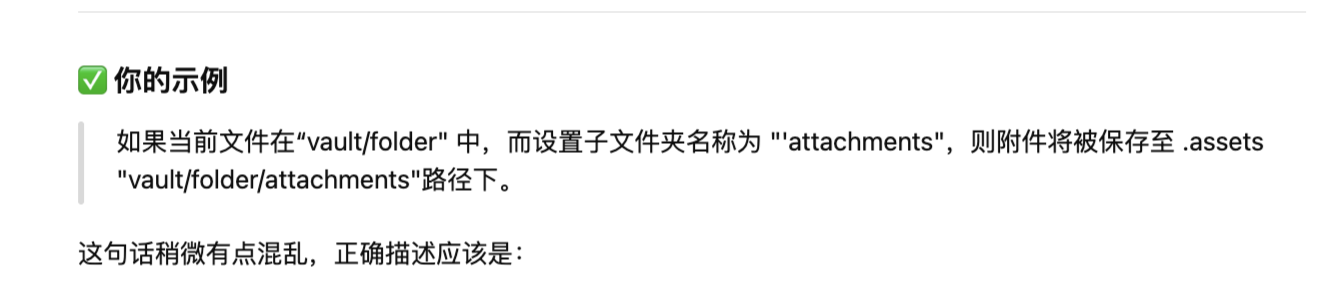 ✅ 你的示例
如果当前文件在“vault/folder" 中，而设置子文件夹名称为 "'attachments"，则附件将被保存至 .assets
"vault/folder/attachments"路径下。
这句话稍微有点混乱，正确描述应该是：